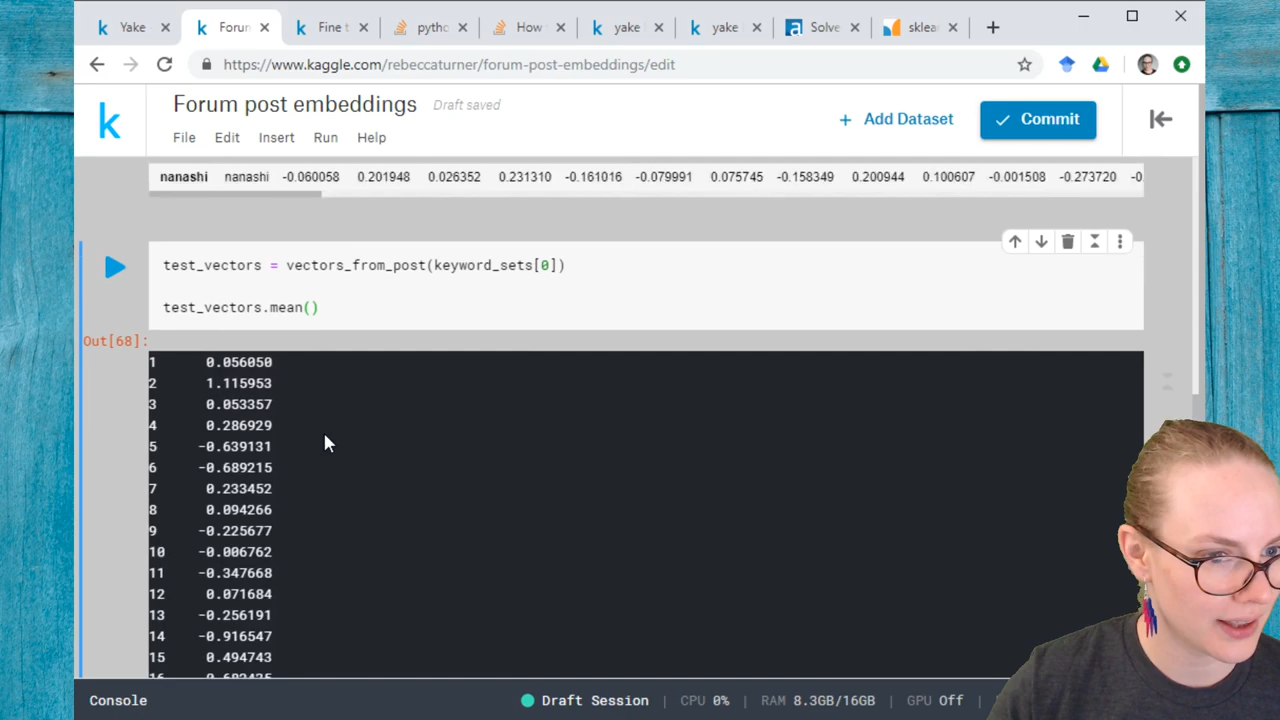 Yake
Forun
Fine t
pytho
How
yake
yake
Solve
sklea
https://www.kaggle.com/rebeccaturner/forum-post-embeddings/edit
k
Forum post embeddings Draft saved
File Edit Insert Run Help
+ Add Dataset
Commit
nanashi nanashi -0.060058 0.201948 0.026352 0.231310 -0.161016 -0.079991 0.075745 -0.158349 0.200944 0.100607 -0.001508 -0.273720 -0
test_vectors = vectors_from_post(keyword_sets[0])
test_vectors.mean()
Out[68]:
1 0.056050
2 1.115953
3 0.053357
4 0.286929
5 -0.639131
6 -0.689215
7 0.233452
8 0.094266
9 -0.225677
10 -0.006762
11 -0.347668
12 0.071684
13 -0.256191
14 -0.916547
15 0.494743
Console
Draft Session
CPU 0%
RAM 8.3GB/16GB
GPU Off